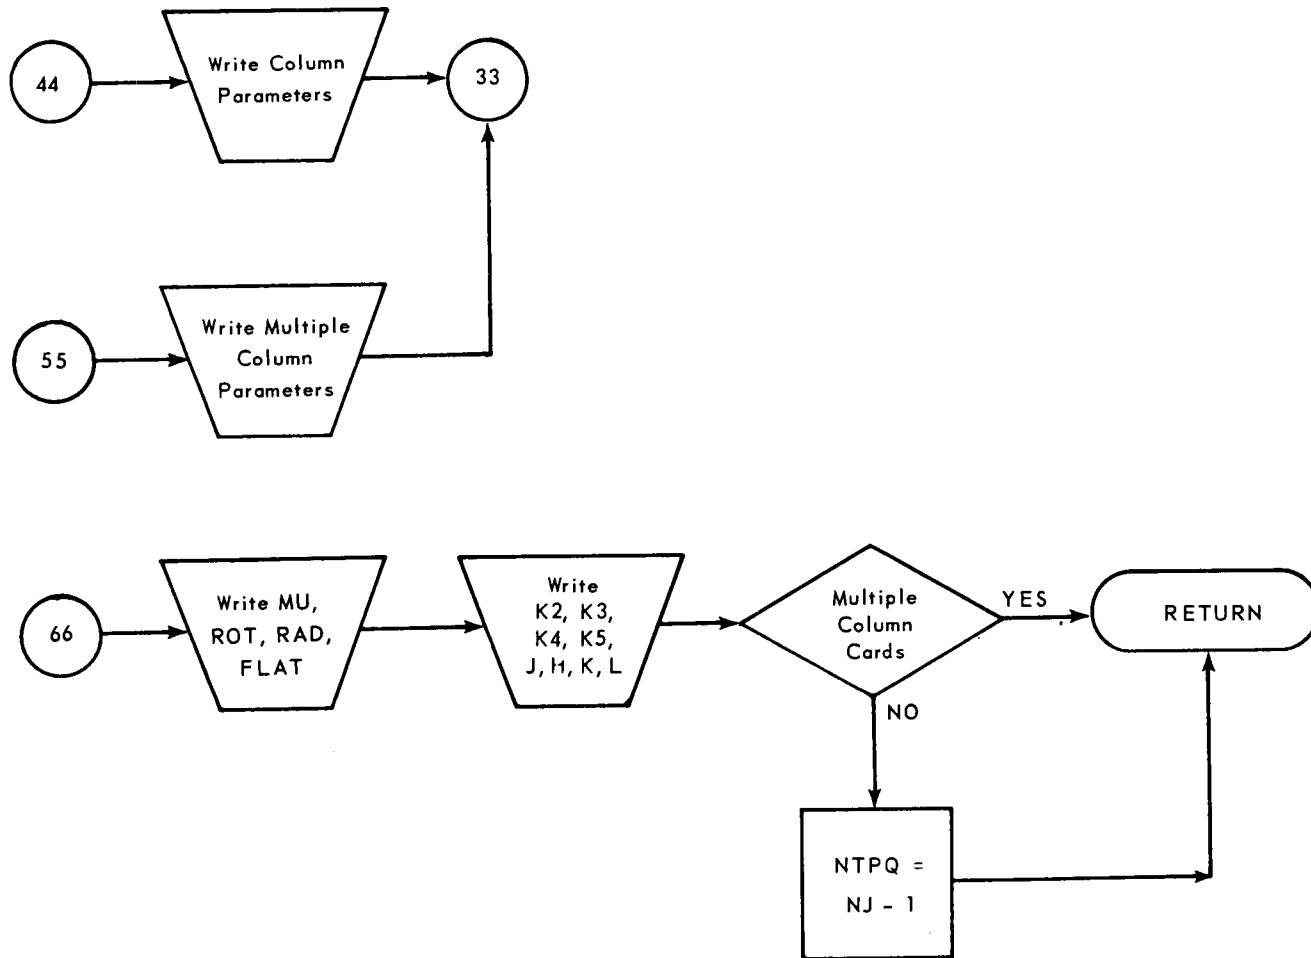 44
Write Column
Parameters
33
55
Write Multiple
Column
Parameters
66
Write MU,
ROT, RAD,
FLAT
Write
K2, K3,
K4, K5,
J, H, K, L
Multiple
Column
Cards
YES
RETURN
NO
NTPQ =
NJ - 1